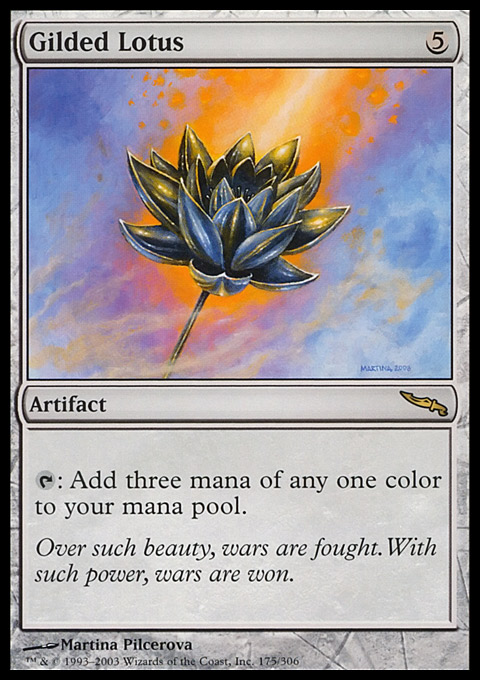 Gilded Lotus 5
MARTINA, 2003
Artifact
: Add three mana of any one color
to your mana pool.
Over such beauty, wars are fought. With
such power, wars are won.
Martina Pilcerova
™ & © 1993–2003 Wizards of the Coast, Inc. 175/306